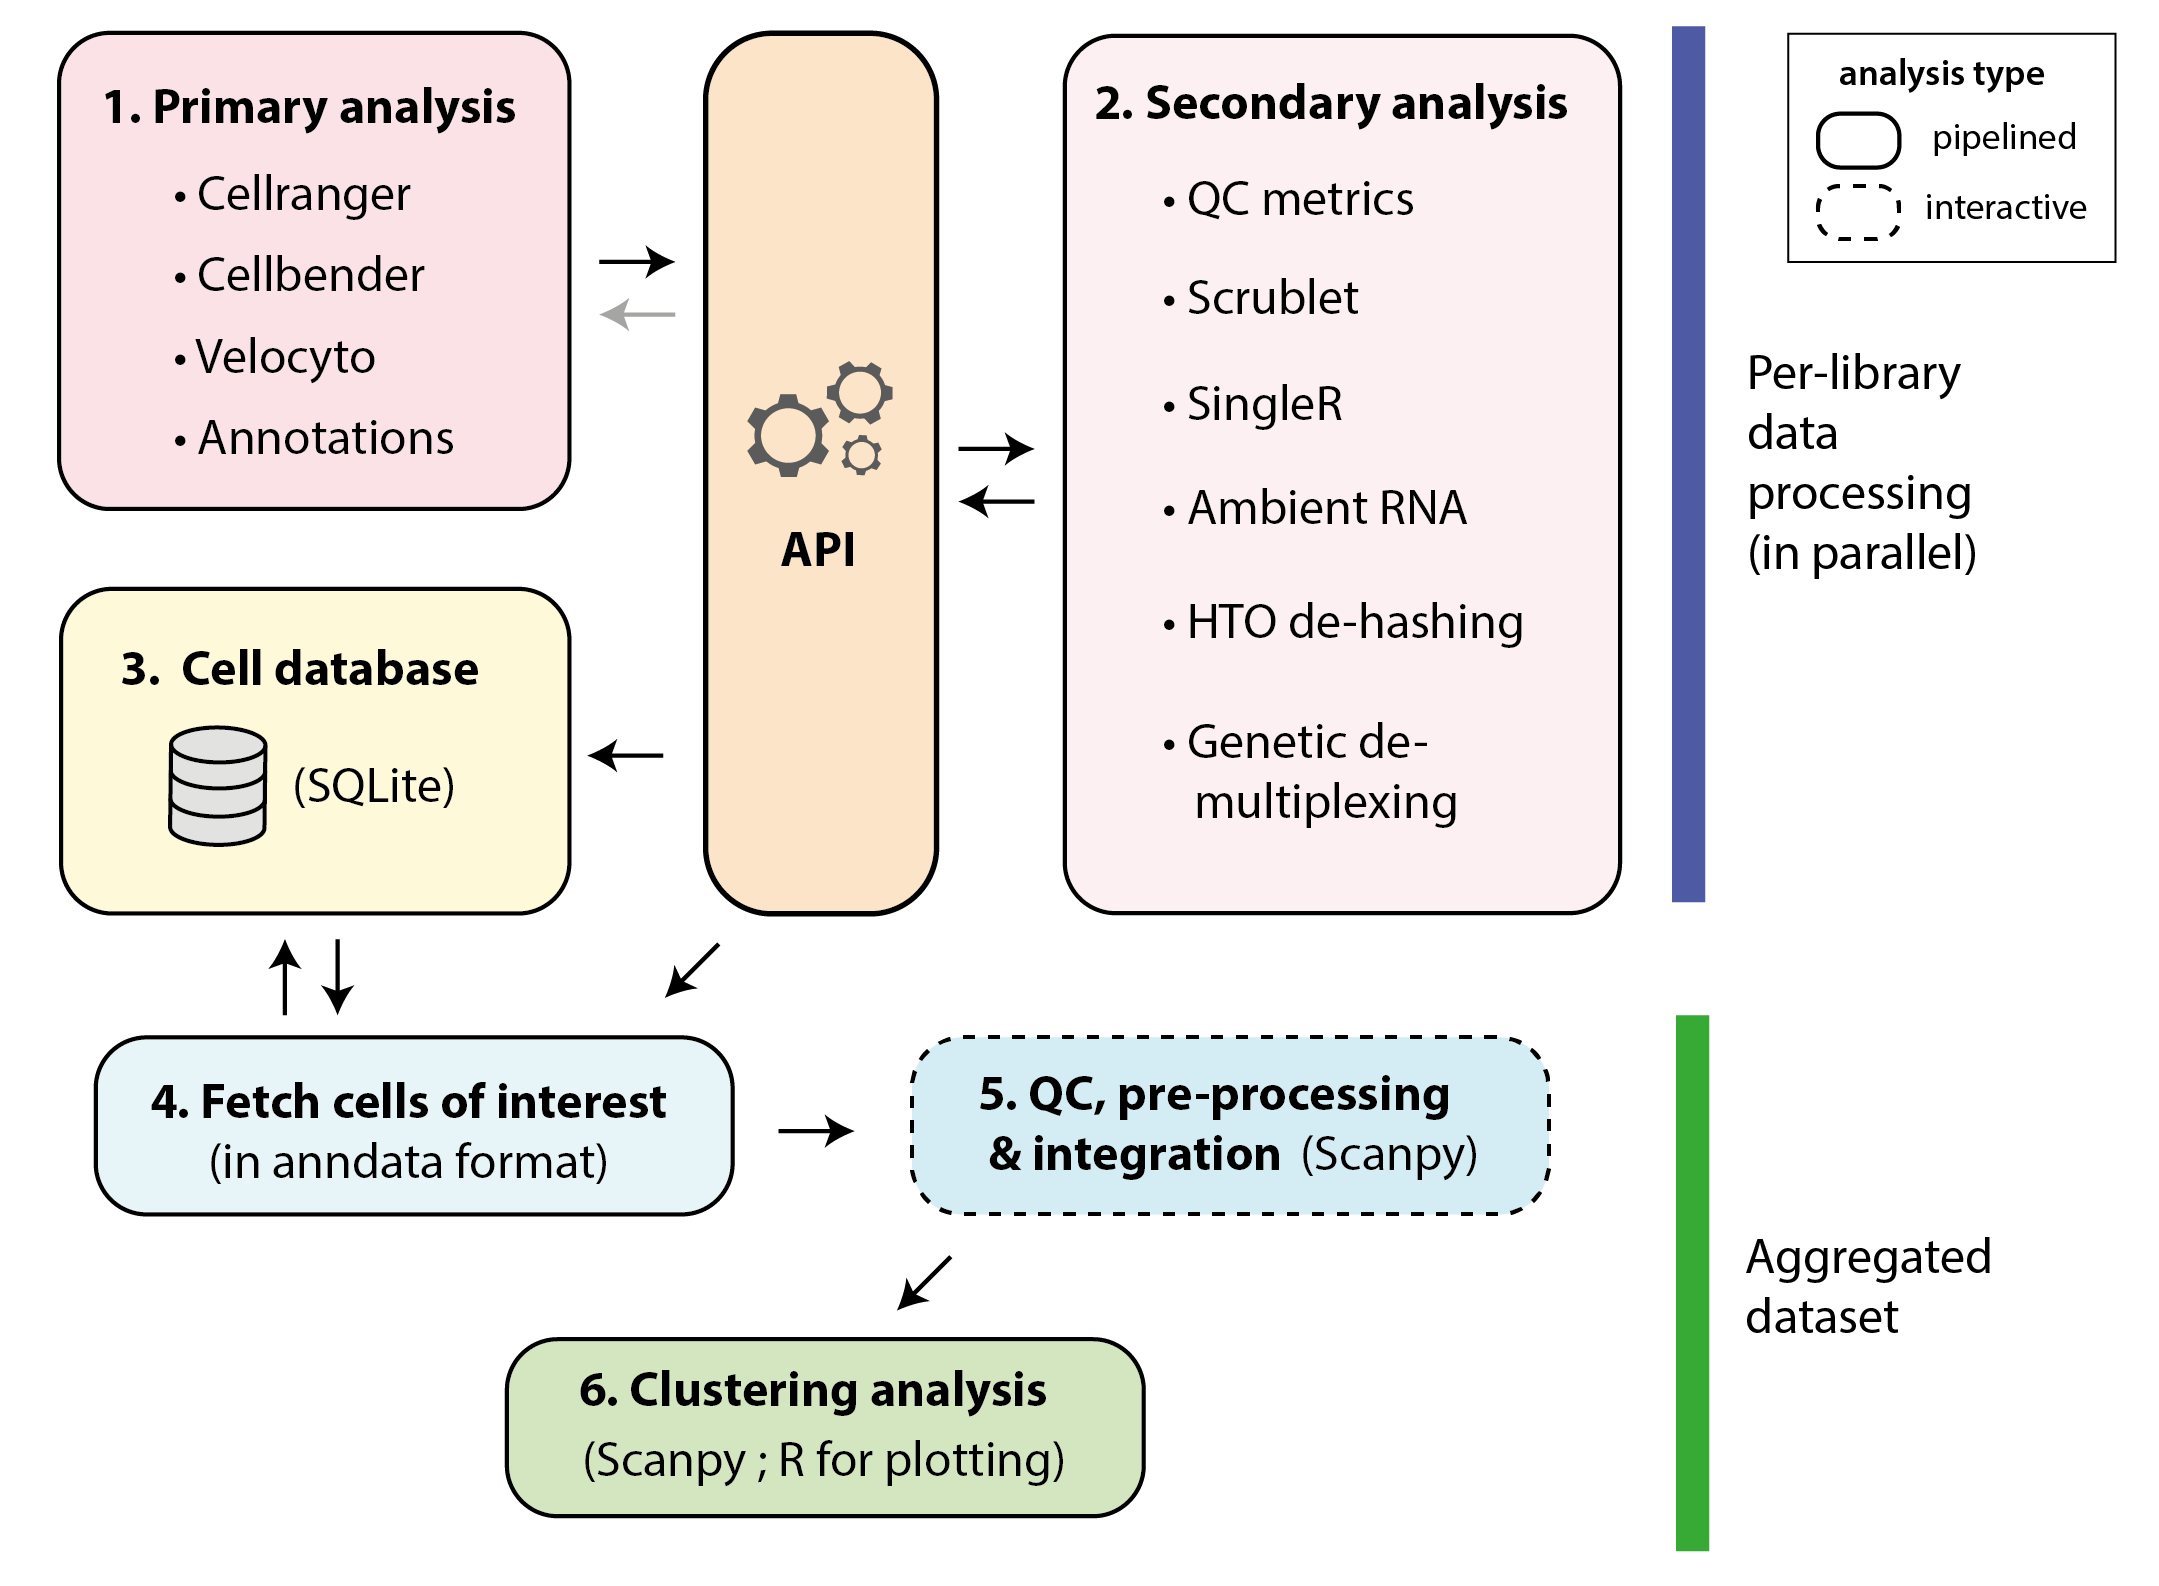 1. Primary analysis
• Cellranger
• Cellbender
• Velocyto
• Annotations
API
2. Secondary analysis
• QC metrics
• Scrublet
• SingleR
• Ambient RNA
• HTO de-hashing
• Genetic de-
multiplexing
analysis type
pipelined
interactive
Per-library
data
processing
(in parallel)
3. Cell database
(SQLite)
4. Fetch cells of interest
(in anndata format)
5. QC, pre-processing
& integration (Scanpy)
6. Clustering analysis
(Scanpy ; R for plotting)
Aggregated
dataset